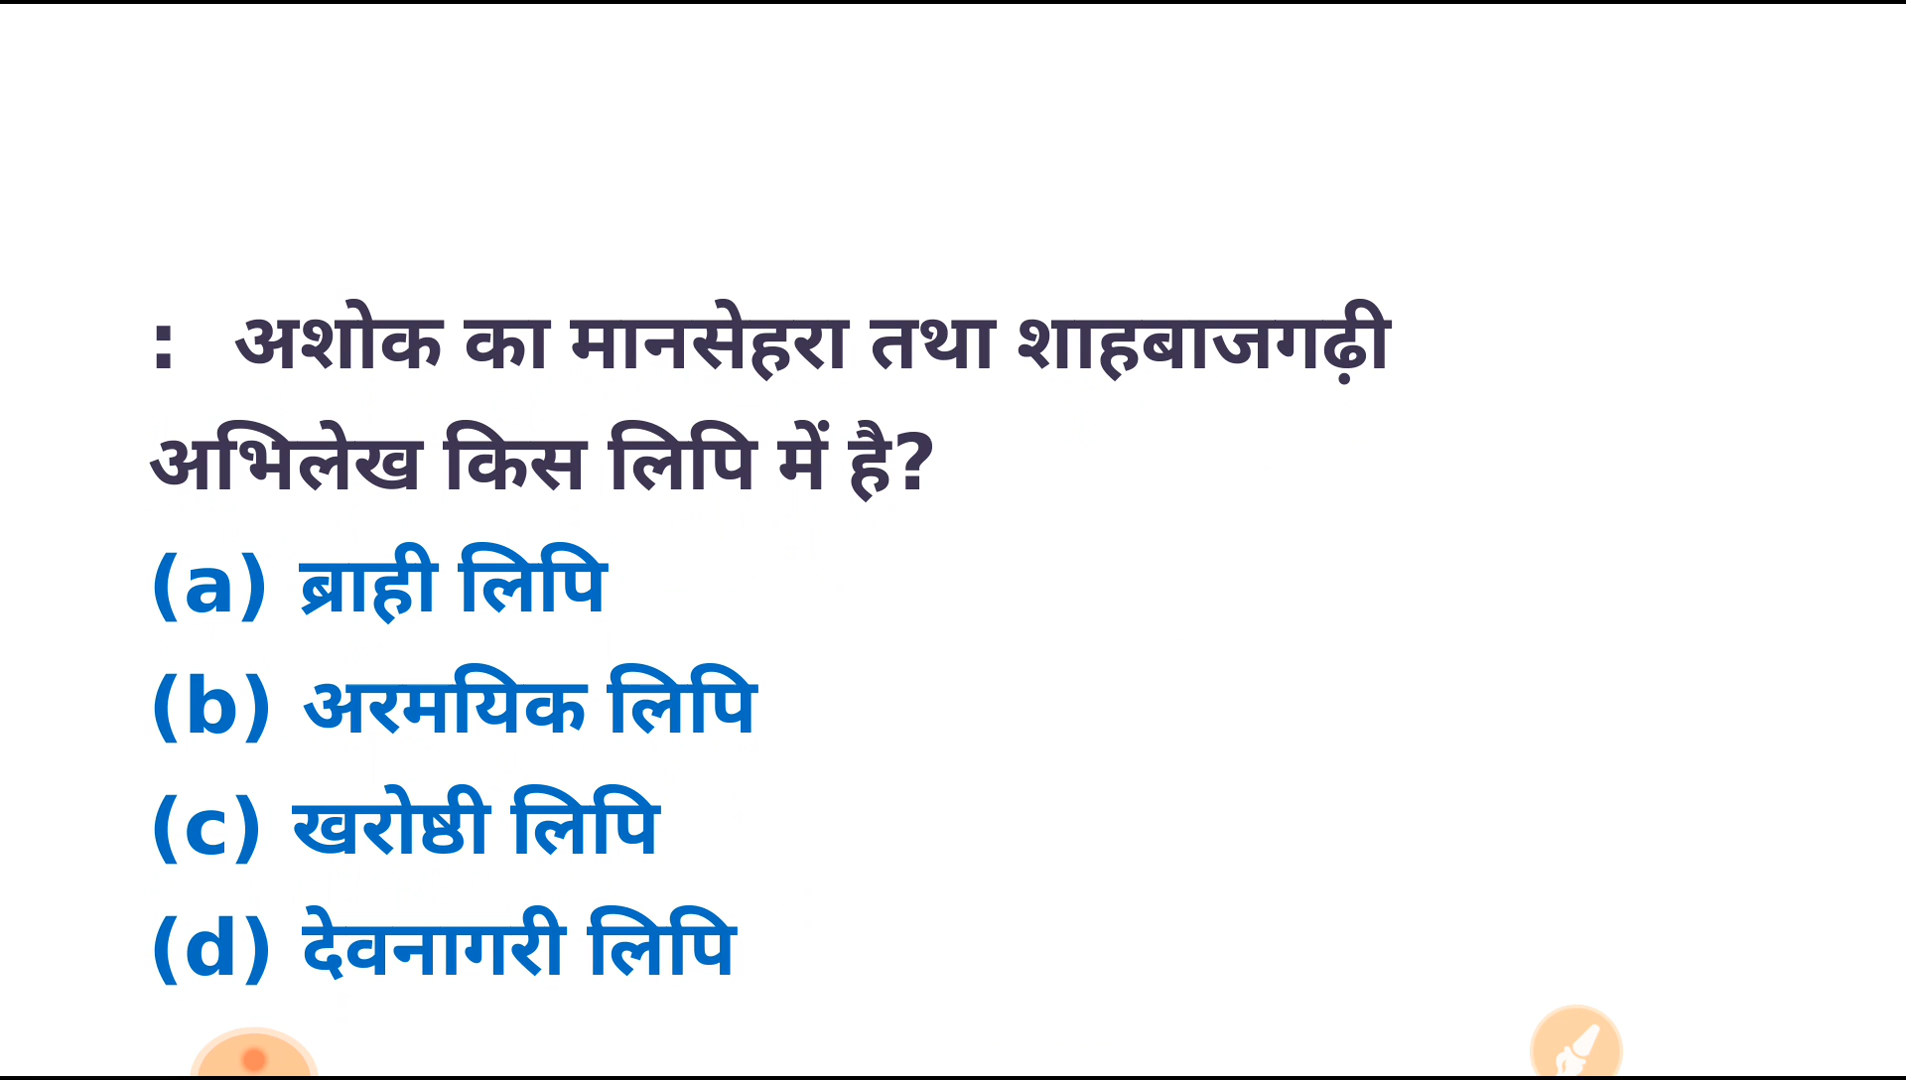 : अशोक का मानसेहरा तथा शाहबाजगढ़ी
अभिलेख किस लिपि में है?
(a) ब्राही लिपि
(b) अरमयिक लिपि
(c) खरोष्ठी लिपि
(d) देवनागरी लिपि